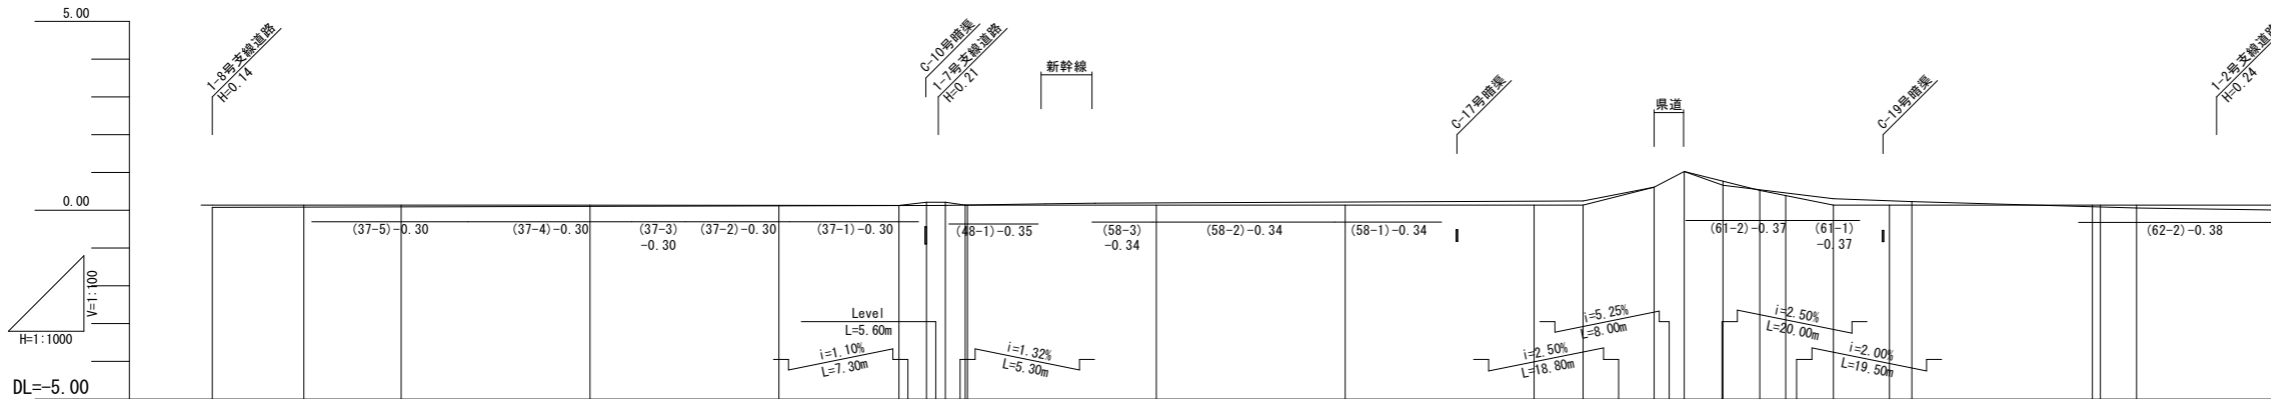 5.00
0.00
DL=-5.00
V=1:100
H=1:1000
1-8号支線道路
H=0.14
C-10号暗渠
1-7号支線道路
H=0.21
新幹線
C-17号暗渠
県道
C-19号暗渠
1-2号支線道路
H=0.24
(37-5)-0.30
(37-4)-0.30
(37-3)
-0.30
(37-2)-0.30
(37-1)-0.30
(48-1)-0.35
(58-3)
-0.34
(58-2)-0.34
(58-1)-0.34
(61-2)-0.37
(61-1)
-0.37
(62-2)-0.38
Level
L=5.60m
i=1.10%
L=7.30m
i=1.32%
L=5.30m
i=2.50%
L=18.80m
i=5.25%
L=8.00m
i=2.50%
L=20.00m
i=2.00%
L=19.50m